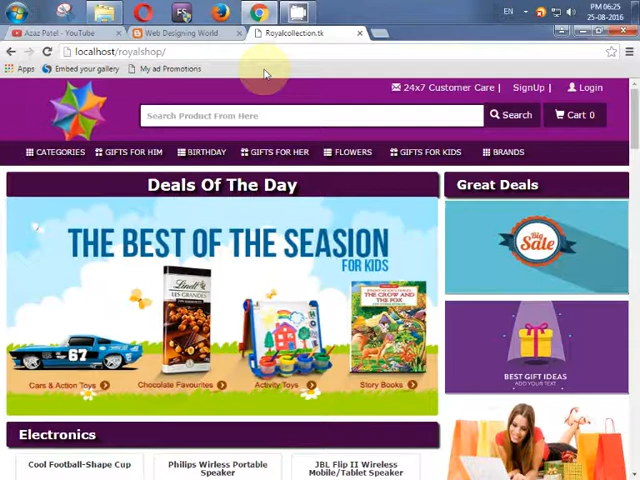 FS
EN
PM 06:25
25-08-2016
Azaz Patel - YouTube
Web Designing World
Royalcollection.tk
localhost/royalshop/
Apps
Embed your gallery
My ad Promotions
24x7 Customer Care |
SignUp |
Login
Search Product From Here
Search
Cart 0
CATEGORIES
GIFTS FOR HIM
BIRTHDAY
GIFTS FOR HER
FLOWERS
GIFTS FOR KIDS
BRANDS
Deals Of The Day
Great Deals
THE BEST OF THE SEASION
FOR KIDS
Lindt
LES GRANDES
THE CROW AND
THE FOX
HOME
67
Cars & Action Toys
Chocolate Favourites
Activity Toys
Story Books
Big
Sale
BEST GIFT IDEAS
ADD YOUR TEXT
Electronics
Cool Football-Shape Cup
Philips Wirless Portable
Speaker
JBL Flip II Wireless
Mobile/Tablet Speaker